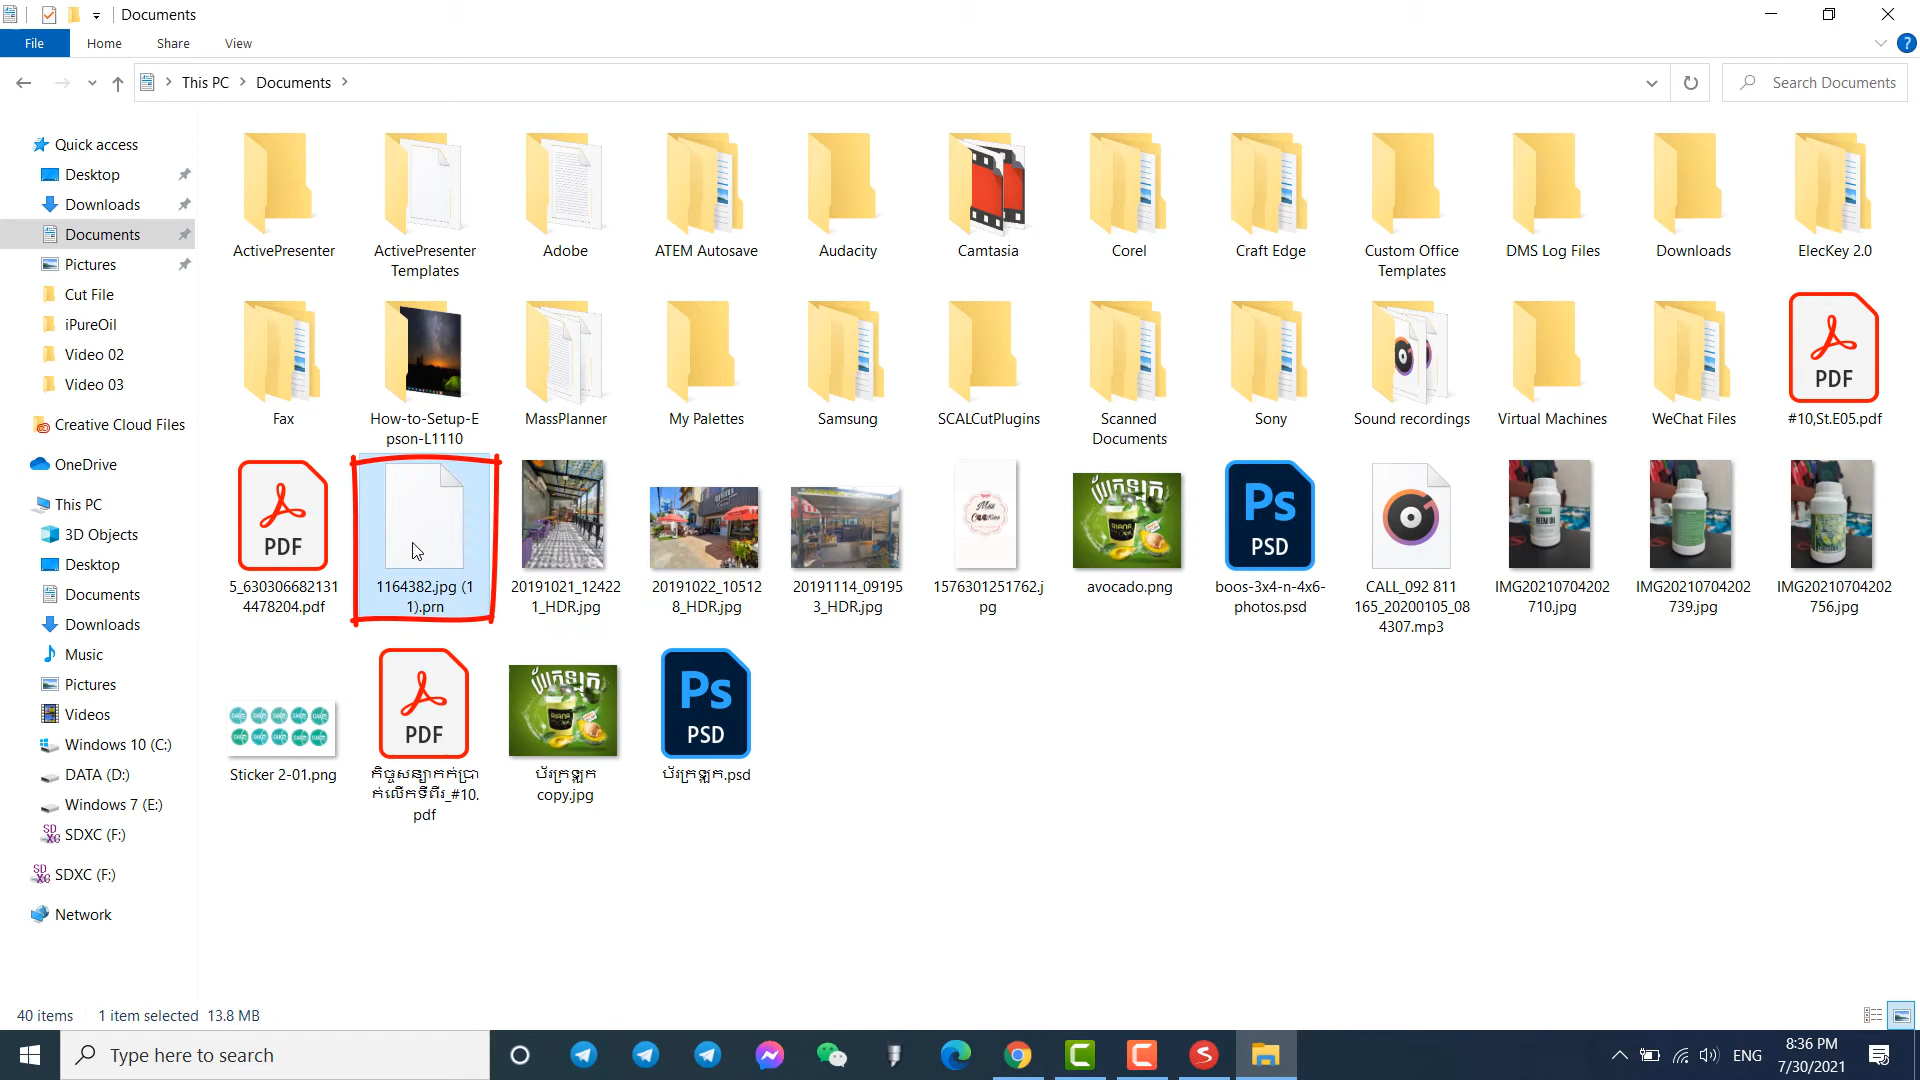 Documents
File
Home
Share
View
This PC
Documents
Search Documents
Quick access
Desktop
Downloads
Documents
Pictures
Cut File
iPureOil
Video 02
Video 03
Creative Cloud Files
OneDrive
This PC
3D Objects
Desktop
Documents
Downloads
Music
Pictures
Videos
Windows 10 (C:)
DATA (D:)
Windows 7 (E:)
SDXC (F:)
SDXC (F:)
Network
ActivePresenter
ActivePresenter
Templates
Adobe
ATEM Autosave
Audacity
Camtasia
Corel
Craft Edge
Custom Office
Templates
DMS Log Files
Downloads
ElecKey 2.0
Fax
How-to-Setup-E
pson-L1110
MassPlanner
My Palettes
Samsung
SCALCutPlugins
Scanned
Documents
Sony
Sound recordings
Virtual Machines
WeChat Files
PDF
#10,St.E05.pdf
PDF
5_630306682131
4478204.pdf
1164382.jpg (1
1).prn
20191021_12422
1_HDR.jpg
20191022_10512
8_HDR.jpg
20191114_09195
3_HDR.jpg
1576301251762.j
pg
avocado.png
Ps
PSD
boos-3x4-n-4x6-
photos.psd
CALL_092 811
165_20200105_08
4307.mp3
IMG20210704202
710.jpg
IMG20210704202
739.jpg
IMG20210704202
756.jpg
Sticker 2-01.png
PDF
កិច្ចសន្យាកក់ប្រា
ក់លើកទីពីរ_#10.
pdf
ប័រក្រឡុក
copy.jpg
Ps
PSD
ប័រក្រឡុក.psd
40 items
1 item selected 13.8 MB
Type here to search
ENG
8:36 PM
7/30/2021